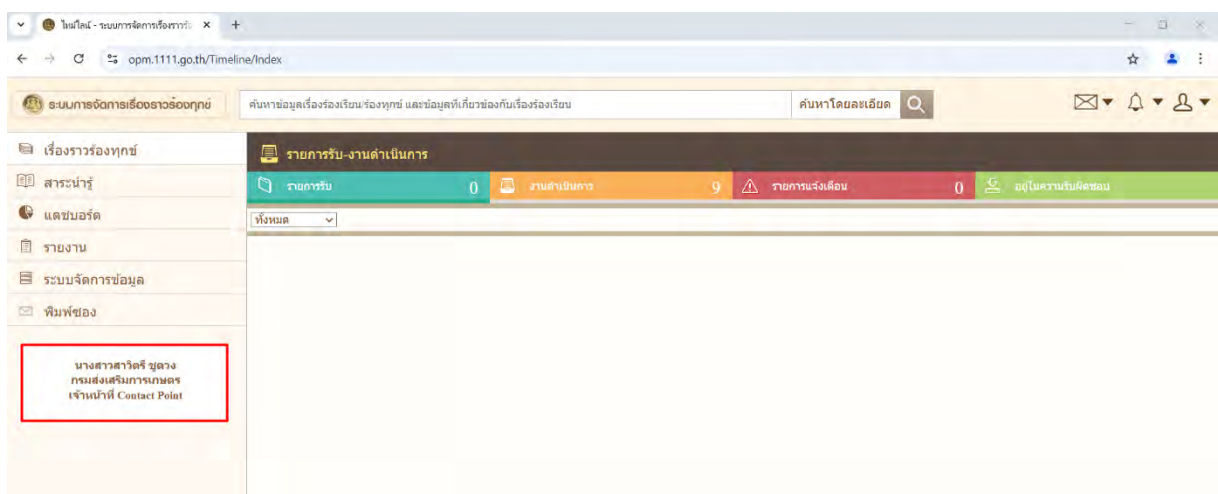 ไทม์ไลน์ - ระบบการจัดการเรื่องราวร้อ
opm.1111.go.th/Timeline/Index
ระบบการจัดการเรื่องราวร้องทุกข์
ค้นหาข้อมูลเรื่องร้องเรียน/ร้องทุกข์ และข้อมูลที่เกี่ยวข้องกับเรื่องร้องเรียน
ค้นหาโดยละเอียด
เรื่องราวร้องทุกข์
สาระน่ารู้
แดชบอร์ด
รายงาน
ระบบจัดการข้อมูล
พิมพ์ซอง
นางสาวสาวิตรี ชูดวง
กรมส่งเสริมการเกษตร
เจ้าหน้าที่ Contact Point
รายการรับ-งานดำเนินการ
รายการรับ 0 งานดำเนินการ 9 รายการแจ้งเตือน 0 อยู่ในความรับผิดชอบ
ทั้งหมด